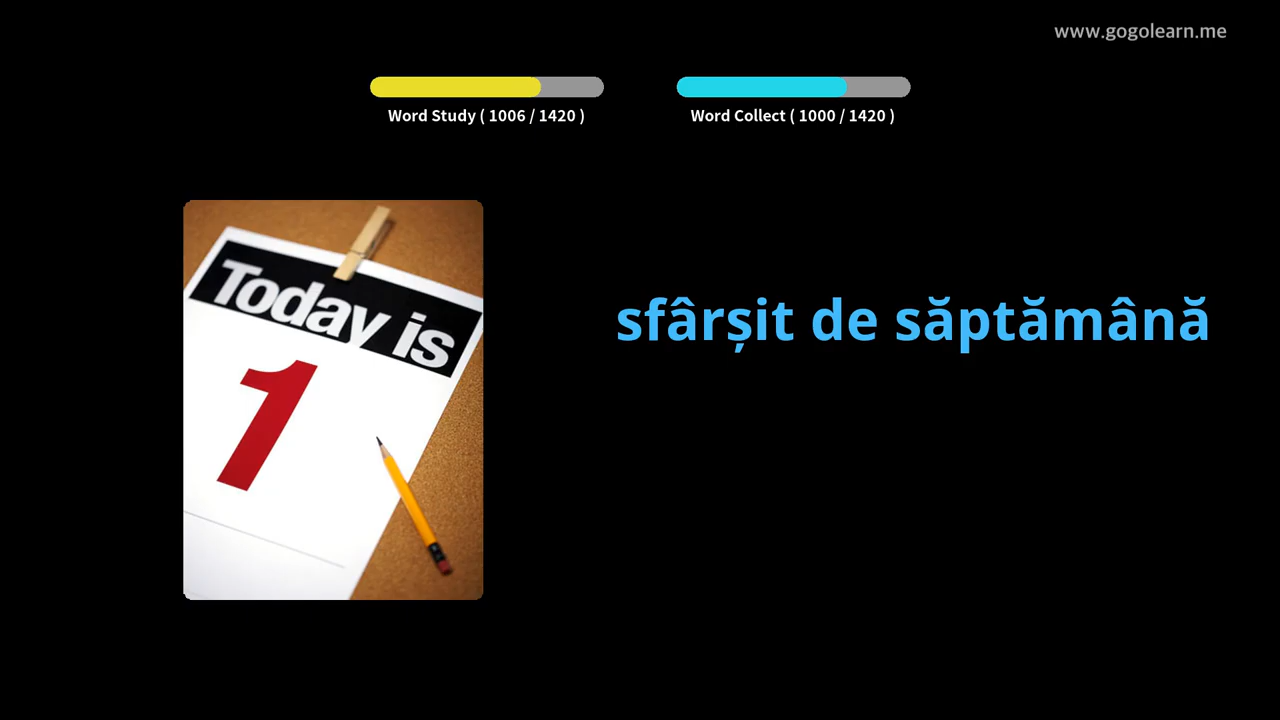 www.gogolearn.me
Word Study ( 1006 / 1420 )
Word Collect ( 1000 / 1420 )
Today is
1
sfârșit de săptămână